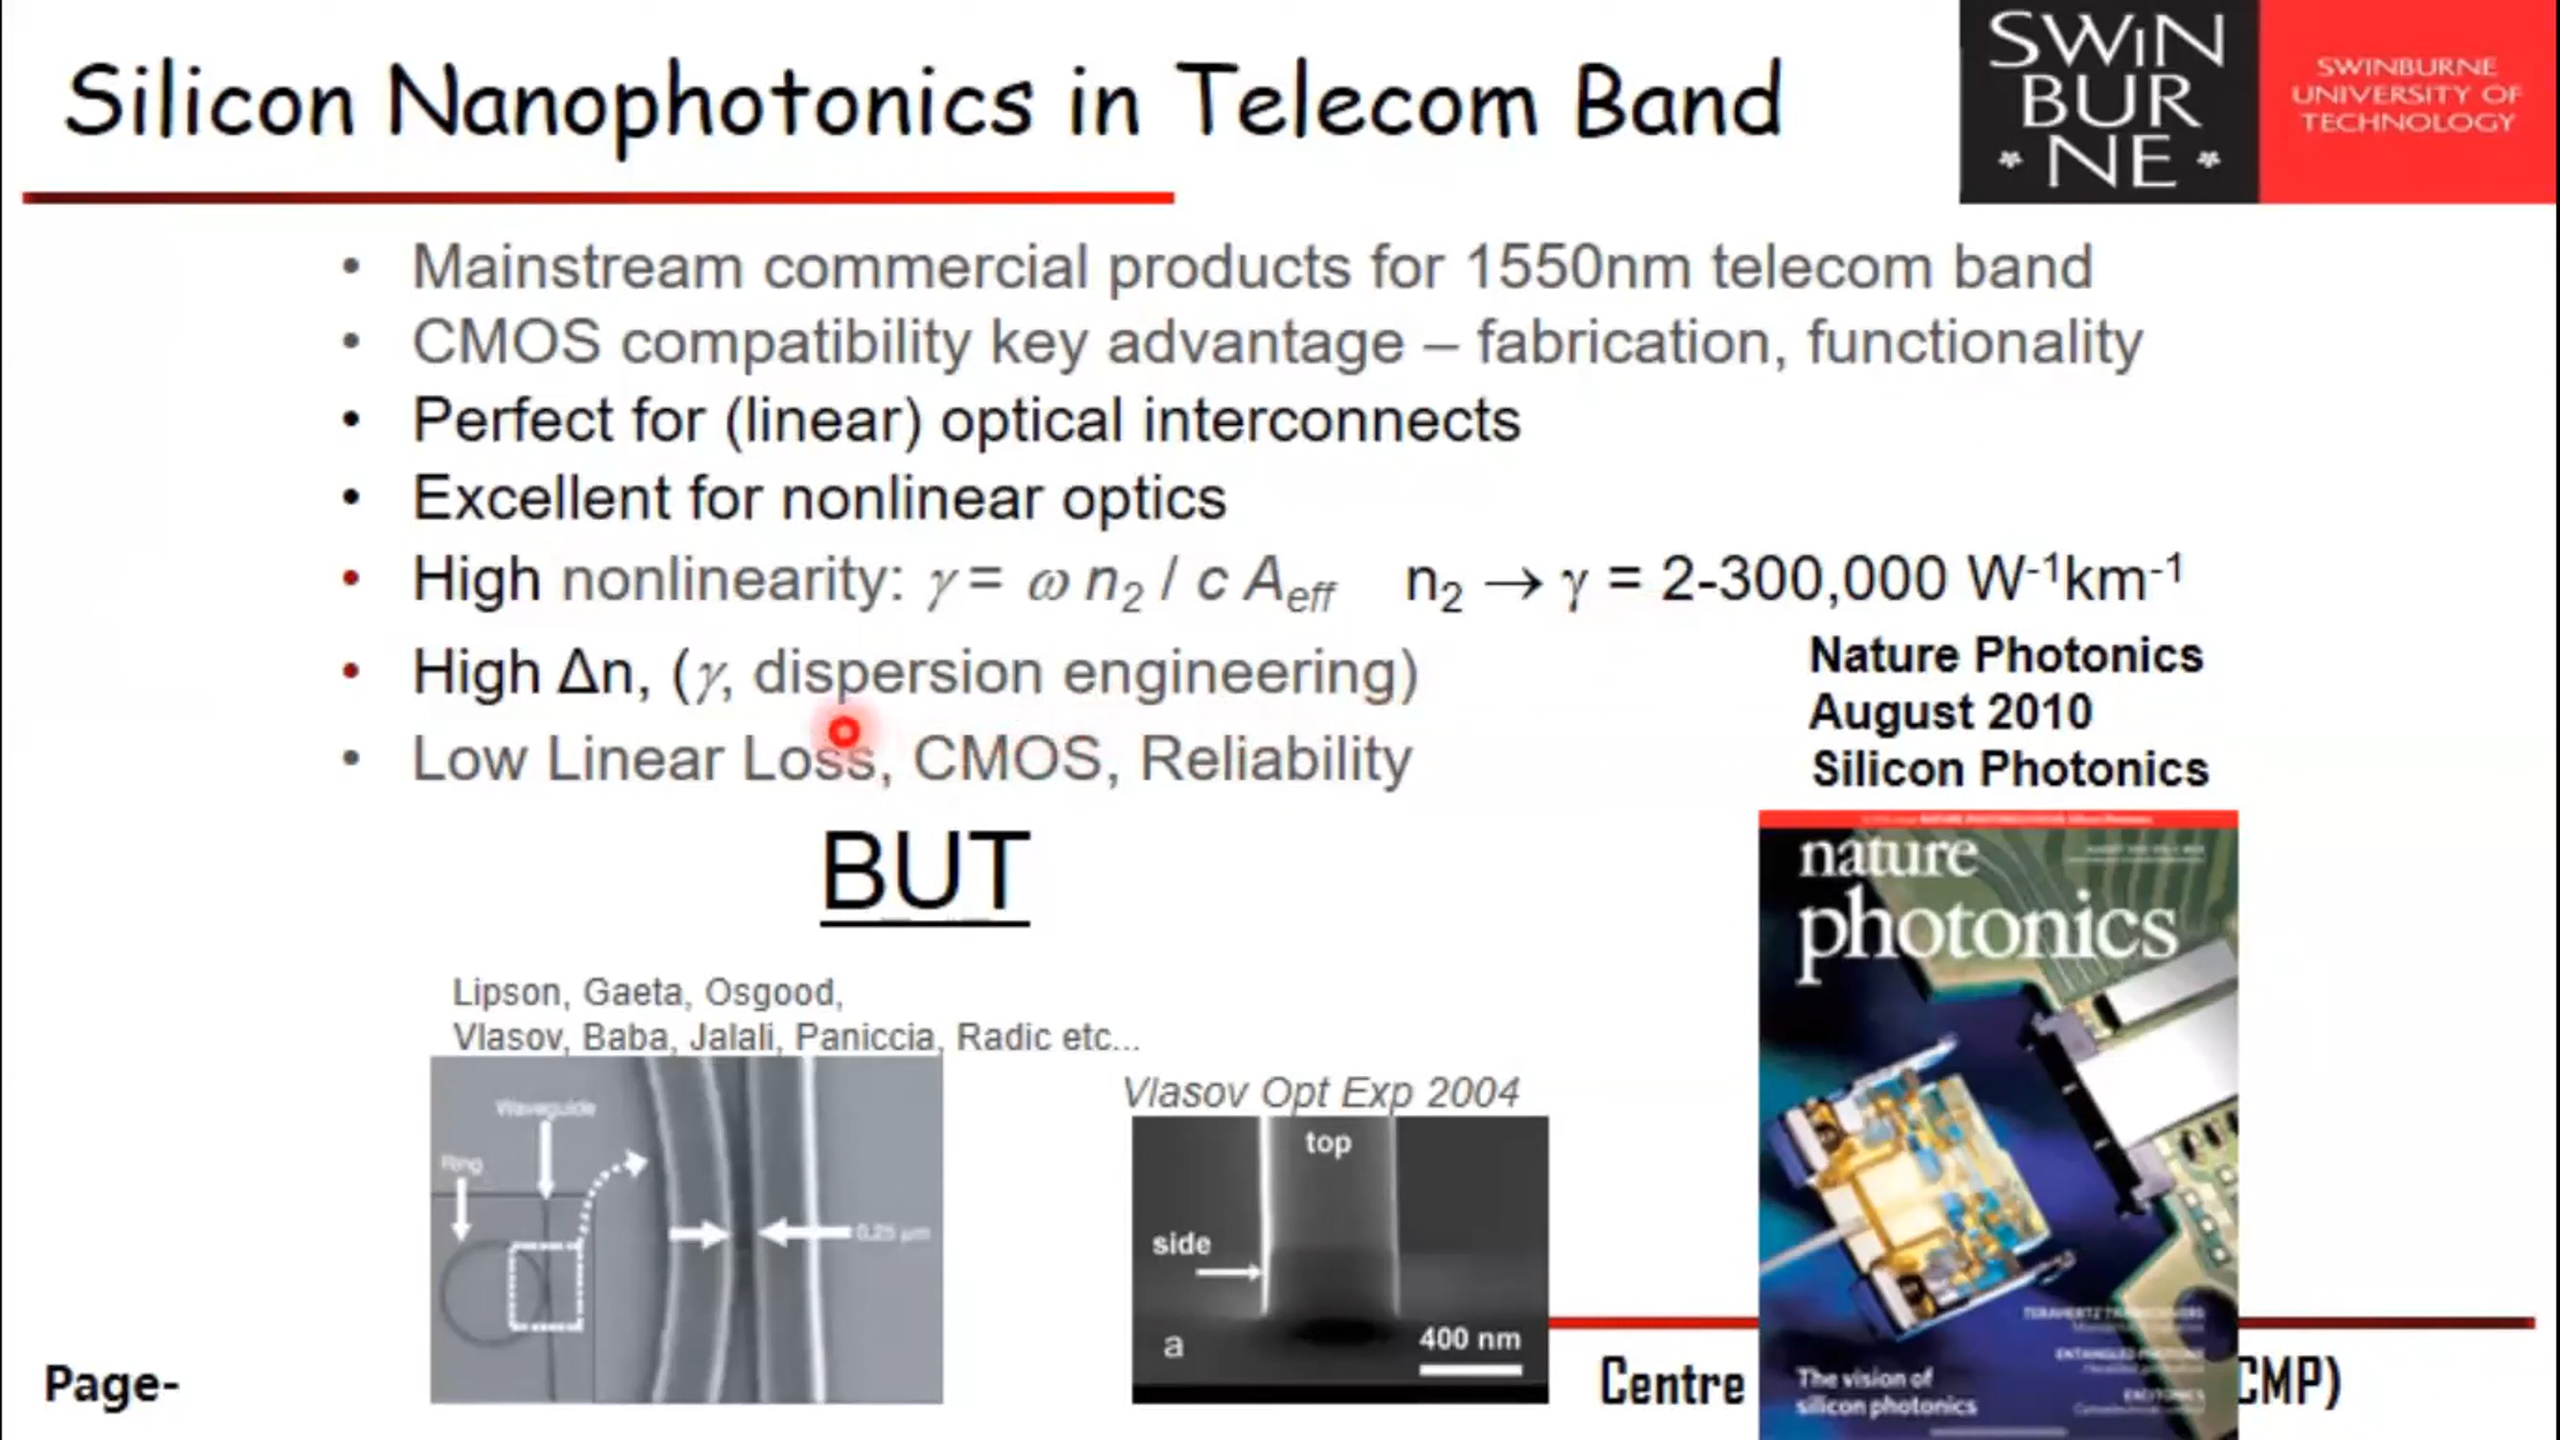 Silicon Nanophotonics in Telecom Band
SWiN
BUR
* NE *
SWINBURNE
UNIVERSITY OF
TECHNOLOGY
• Mainstream commercial products for 1550nm telecom band
• CMOS compatibility key advantage – fabrication, functionality
• Perfect for (linear) optical interconnects
• Excellent for nonlinear optics
• High nonlinearity: γ = ω n₂ / c A_eff n₂ → γ = 2-300,000 W⁻¹km⁻¹
• High Δn, (γ, dispersion engineering)
• Low Linear Loss, CMOS, Reliability
Nature Photonics
August 2010
Silicon Photonics
BUT
Lipson, Gaeta, Osgood,
Vlasov, Baba, Jalali, Paniccia, Radic etc...
Waveguide
Ring
0.25 µm
Vlasov Opt Exp 2004
top
side
a
400 nm
nature
photonics
The vision of
silicon photonics
Page-
Centre
CMP)